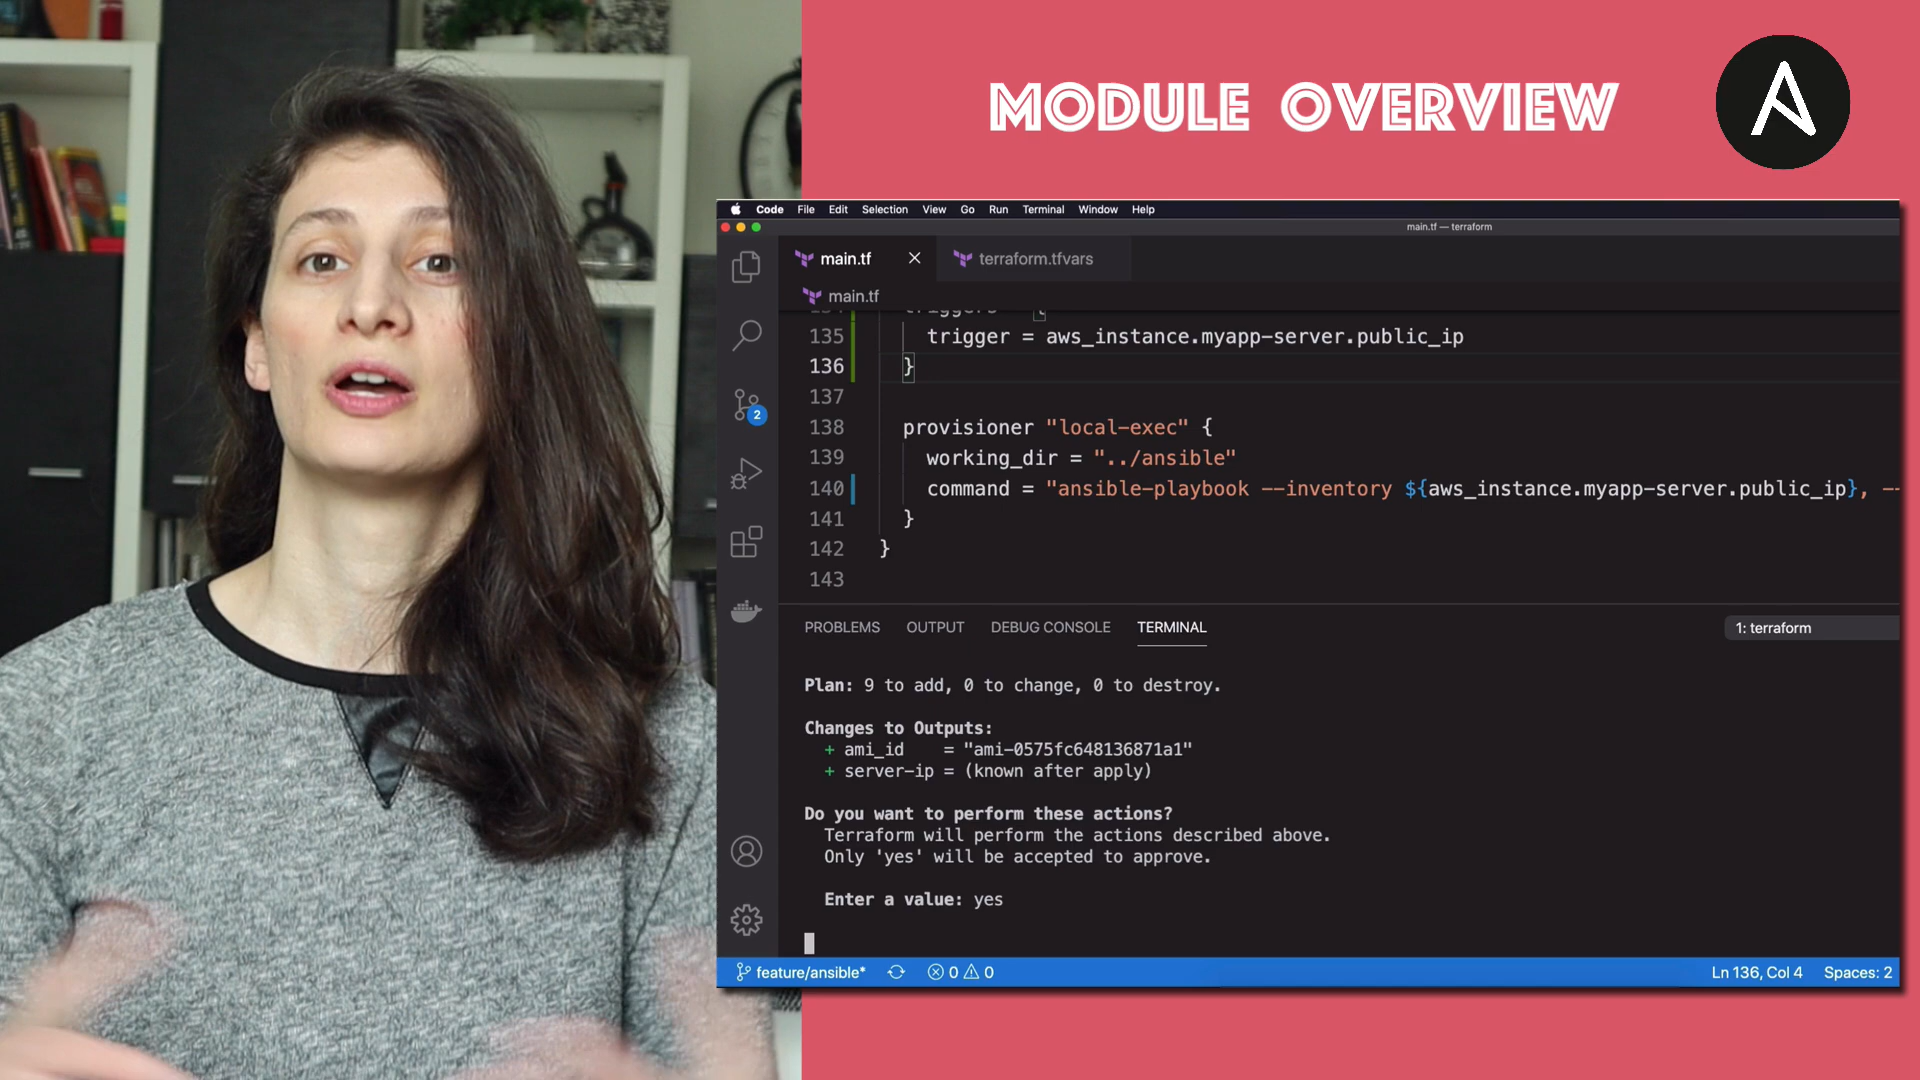 MODULE OVERVIEW
Code File Edit Selection View Go Run Terminal Window Help
main.tf — terraform
main.tf
terraform.tfvars
main.tf
135 trigger = aws_instance.myapp-server.public_ip
136 }
137
138 provisioner "local-exec" {
139 working_dir = "../ansible"
140 command = "ansible-playbook --inventory ${aws_instance.myapp-server.public_ip}, --
141 }
142 }
143
PROBLEMS OUTPUT DEBUG CONSOLE TERMINAL
1: terraform
Plan: 9 to add, 0 to change, 0 to destroy.
Changes to Outputs:
+ ami_id = "ami-0575fc648136871a1"
+ server-ip = (known after apply)
Do you want to perform these actions?
Terraform will perform the actions described above.
Only 'yes' will be accepted to approve.
Enter a value: yes
2
feature/ansible* 0 0 Ln 136, Col 4 Spaces: 2